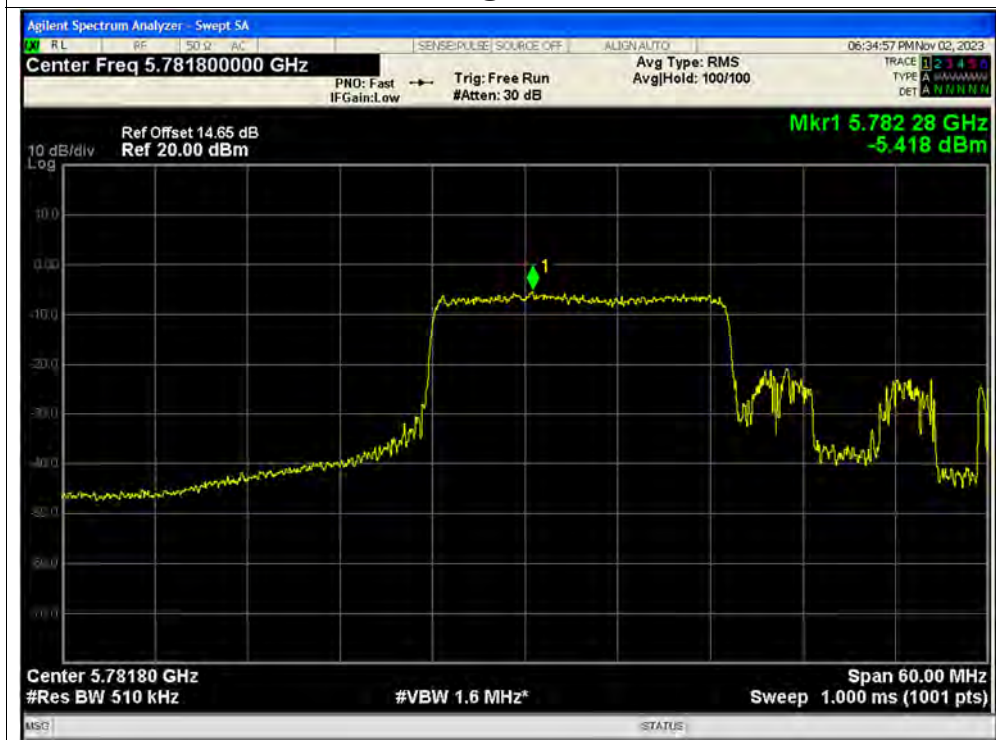 Agilent Spectrum Analyzer - Swept SA
RL RF 50 Ω AC SENSE:PULSE SOURCE OFF ALIGN AUTO 06:34:57 PM Nov 02, 2023
Center Freq 5.781800000 GHz
PNO: Fast
IFGain:Low
Trig: Free Run
#Atten: 30 dB
Avg Type: RMS
Avg|Hold: 100/100
TRACE 1 2 3 4 5 6
TYPE A
DET A N N N N N
Ref Offset 14.65 dB
10 dB/div Ref 20.00 dBm
Log
Mkr1 5.782 28 GHz
-5.418 dBm
10.0
0.00
1
-10.0
-20.0
-30.0
-40.0
-50.0
-60.0
-70.0
Center 5.78180 GHz
Span 60.00 MHz
#Res BW 510 kHz
#VBW 1.6 MHz*
Sweep 1.000 ms (1001 pts)
MSG
STATUS